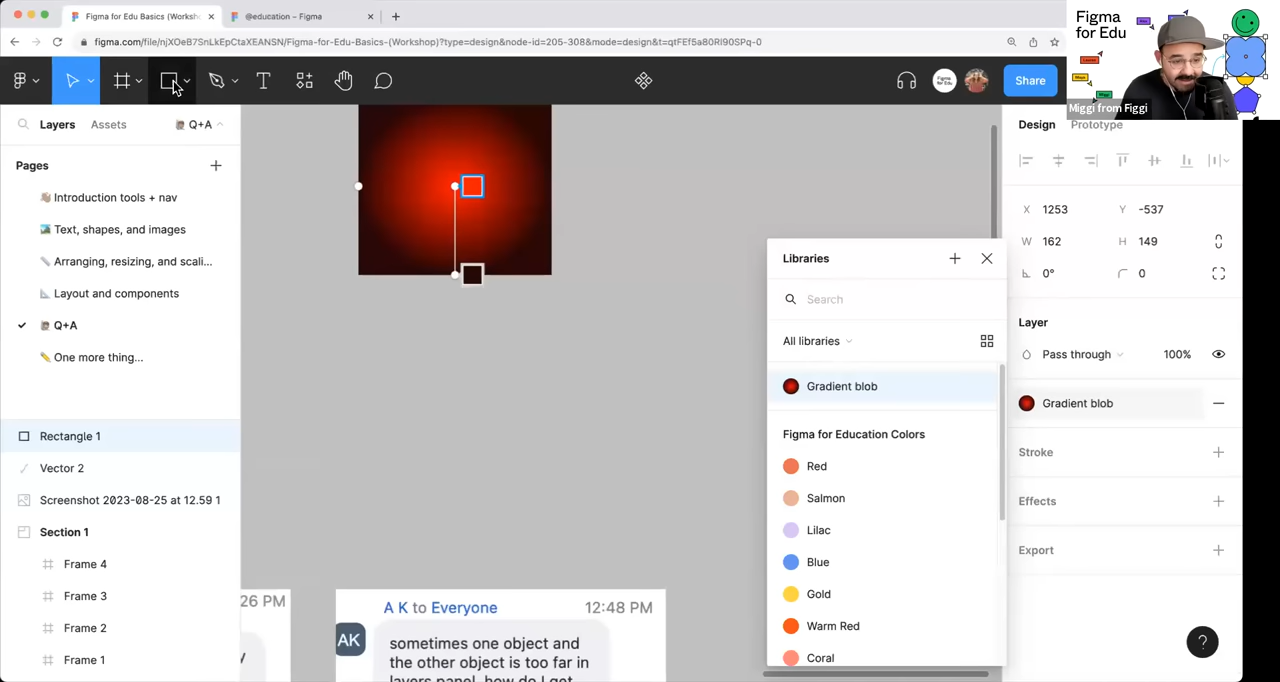 Figma for Edu Basics (Worksh
@education – Figma
figma.com/file/njXOeB7SnLkEpCtaXEANSN/Figma-for-Edu-Basics-(Workshop)?type=design&node-id=205-308&mode=design&t=qtFEf5a80RI90SPq-0
Figma
for Edu
Miggi from Figgi
Share
Layers
Assets
Q+A
Design
Prototype
Pages
Introduction tools + nav
Text, shapes, and images
Arranging, resizing, and scali...
Layout and components
Q+A
One more thing...
Rectangle 1
Vector 2
Screenshot 2023-08-25 at 12.59 1
Section 1
Frame 4
Frame 3
Frame 2
Frame 1
26 PM
A K to Everyone
12:48 PM
AK
sometimes one object and
the other object is too far in
layers panel, how do I get
Libraries
Search
All libraries
Gradient blob
Figma for Education Colors
Red
Salmon
Lilac
Blue
Gold
Warm Red
Coral
X 1253
Y -537
W 162
H 149
0°
0
Layer
Pass through
100%
Gradient blob
Stroke
Effects
Export
?